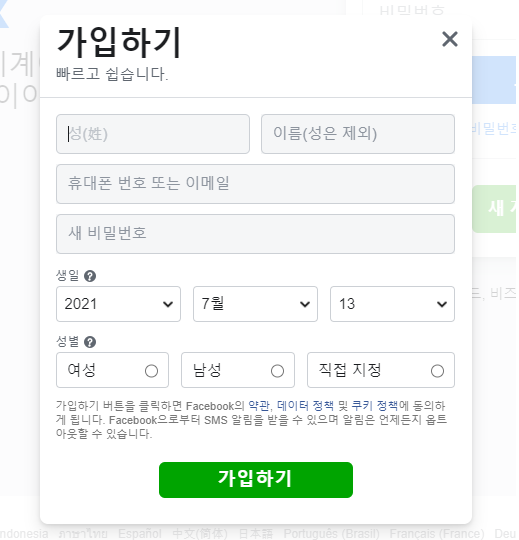 가입하기
빠르고 쉽습니다.
성(姓)
이름(성은 제외)
휴대폰 번호 또는 이메일
새 비밀번호
생일
2021
7월
13
성별
여성
남성
직접 지정
가입하기 버튼을 클릭하면 Facebook의 약관, 데이터 정책 및 쿠키 정책에 동의하
게 됩니다. Facebook으로부터 SMS 알림을 받을 수 있으며 알림은 언제든지 옵트
아웃할 수 있습니다.
가입하기
비밀번호
비밀번호
새
ndonesia ภาษาไทย Español 中文(简体) 日本語 Português (Brasil) Français (France) Deu